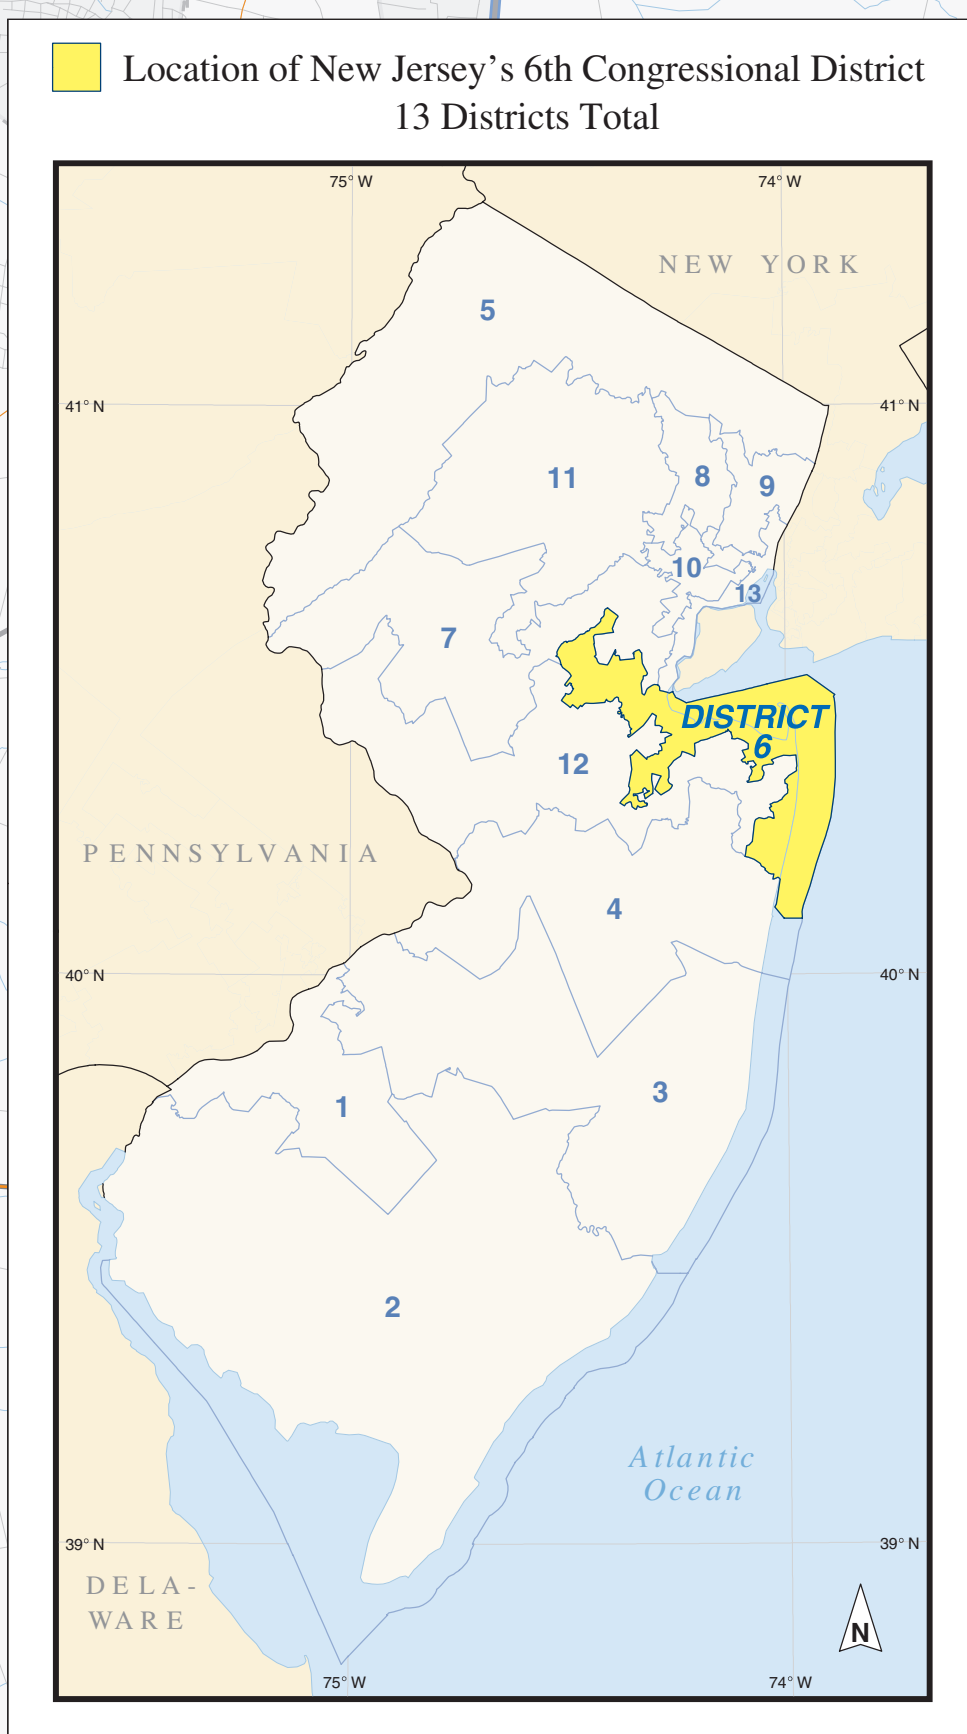 Location of New Jersey’s 6th Congressional District
13 Districts Total
75° W
74° W
NEW YORK
5
41° N
41° N
11
8
9
10
13
7
DISTRICT
6
12
PENNSYLVANIA
4
40° N
40° N
3
1
2
Atlantic
Ocean
39° N
39° N
DELA-
WARE
N
75° W
74° W